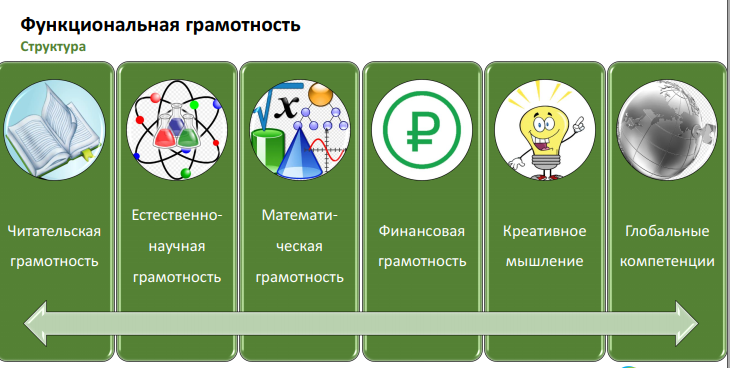 Функциональная грамотность
Структура
x
₽
Читательская
грамотность
Естественно-
научная
грамотность
Математи-
ческая
грамотность
Финансовая
грамотность
Креативное
мышление
Глобальные
компетенции